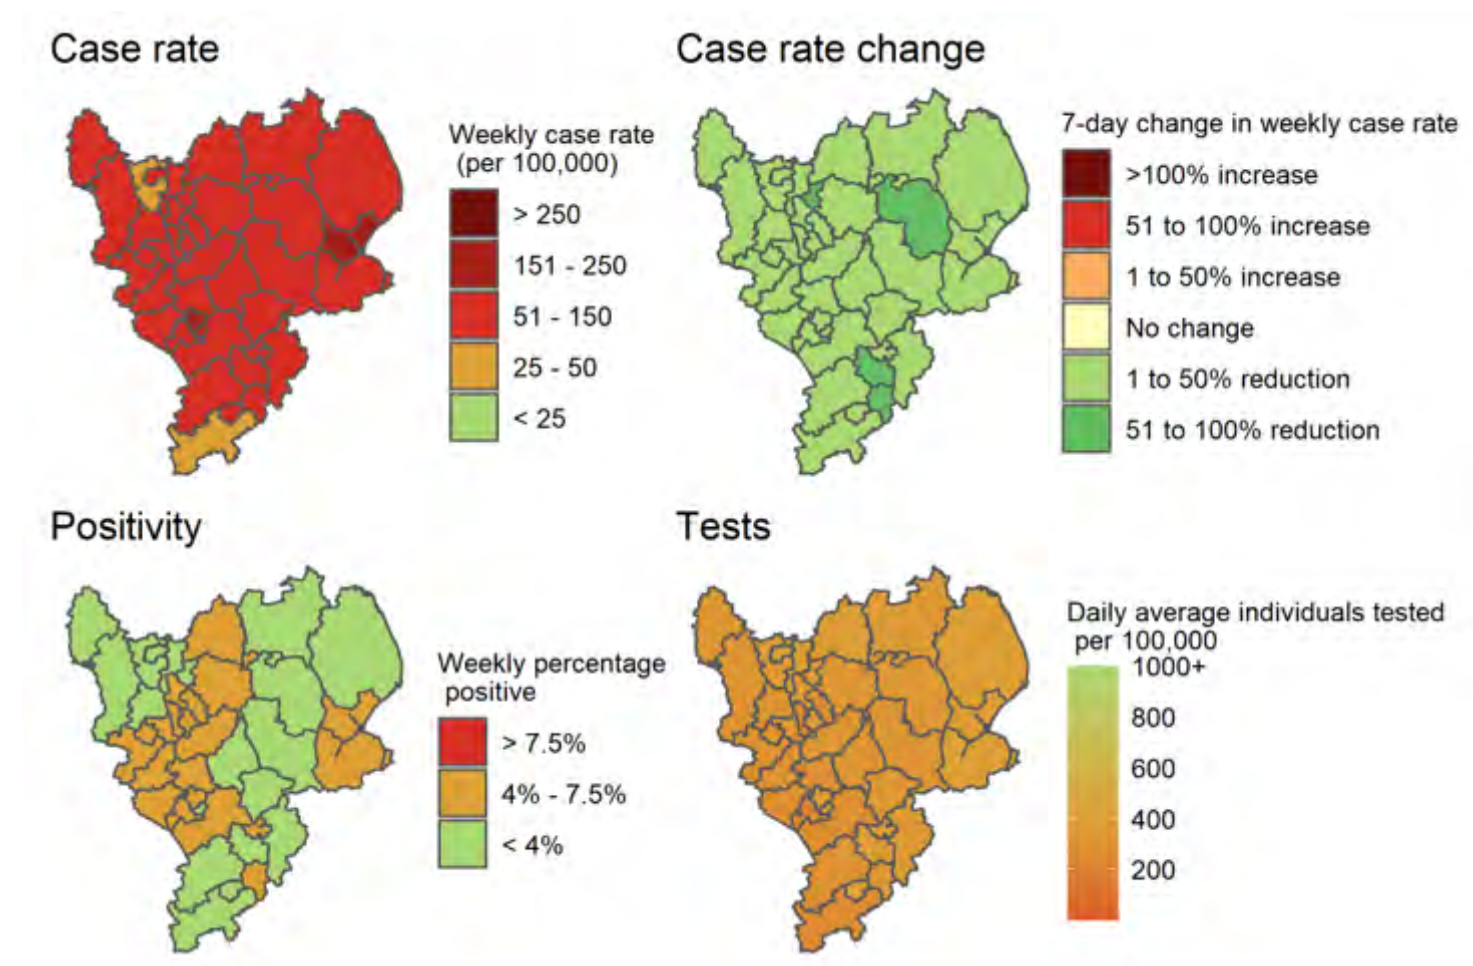 Case rate
Weekly case rate
(per 100,000)
> 250
151 - 250
51 - 150
25 - 50
< 25
Case rate change
7-day change in weekly case rate
>100% increase
51 to 100% increase
1 to 50% increase
No change
1 to 50% reduction
51 to 100% reduction
Positivity
Weekly percentage
positive
> 7.5%
4% - 7.5%
< 4%
Tests
Daily average individuals tested
per 100,000
1000+
800
600
400
200